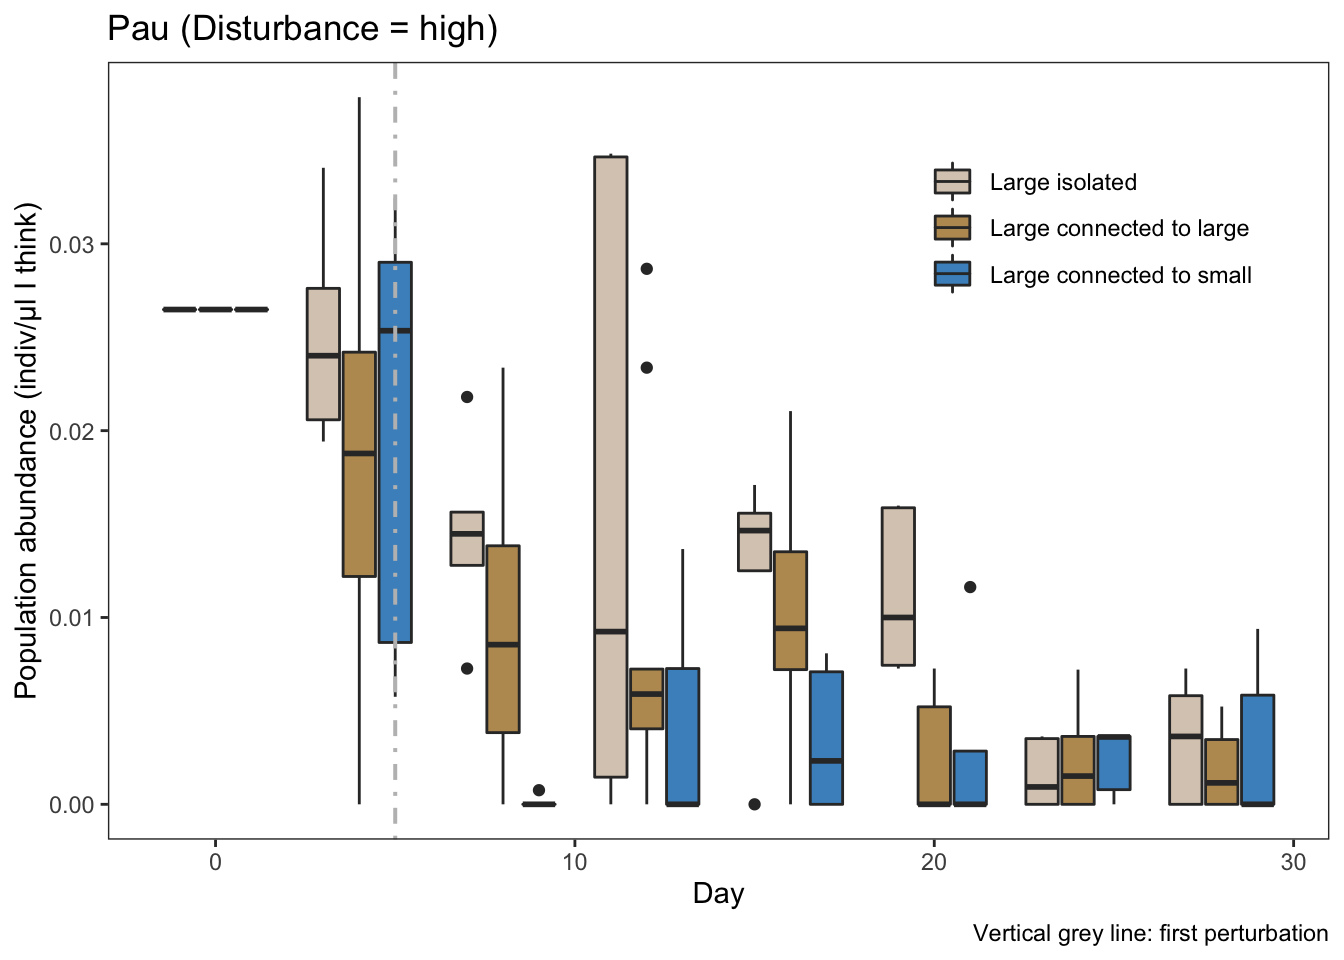 Pau (Disturbance = high)
Population abundance (indiv/μl I think)
0.03
0.02
0.01
0.00
Large isolated
Large connected to large
Large connected to small
0
10
20
30
Day
Vertical grey line: first perturbation